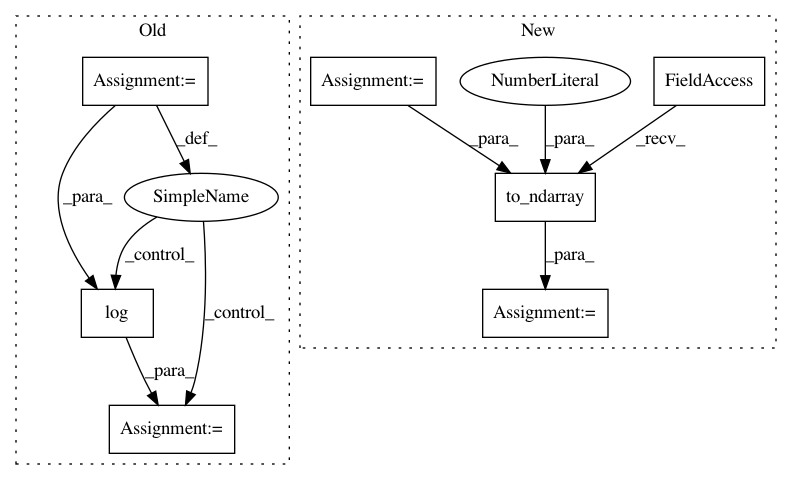 Old
New
Assignment:=
Assignment:=
NumberLiteral
FieldAccess
_def_
_para_
_para_
_recv_
_para_
SimpleName
to_ndarray
_control_
_para_
_control_
log
Assignment:=
_para_
Assignment:=